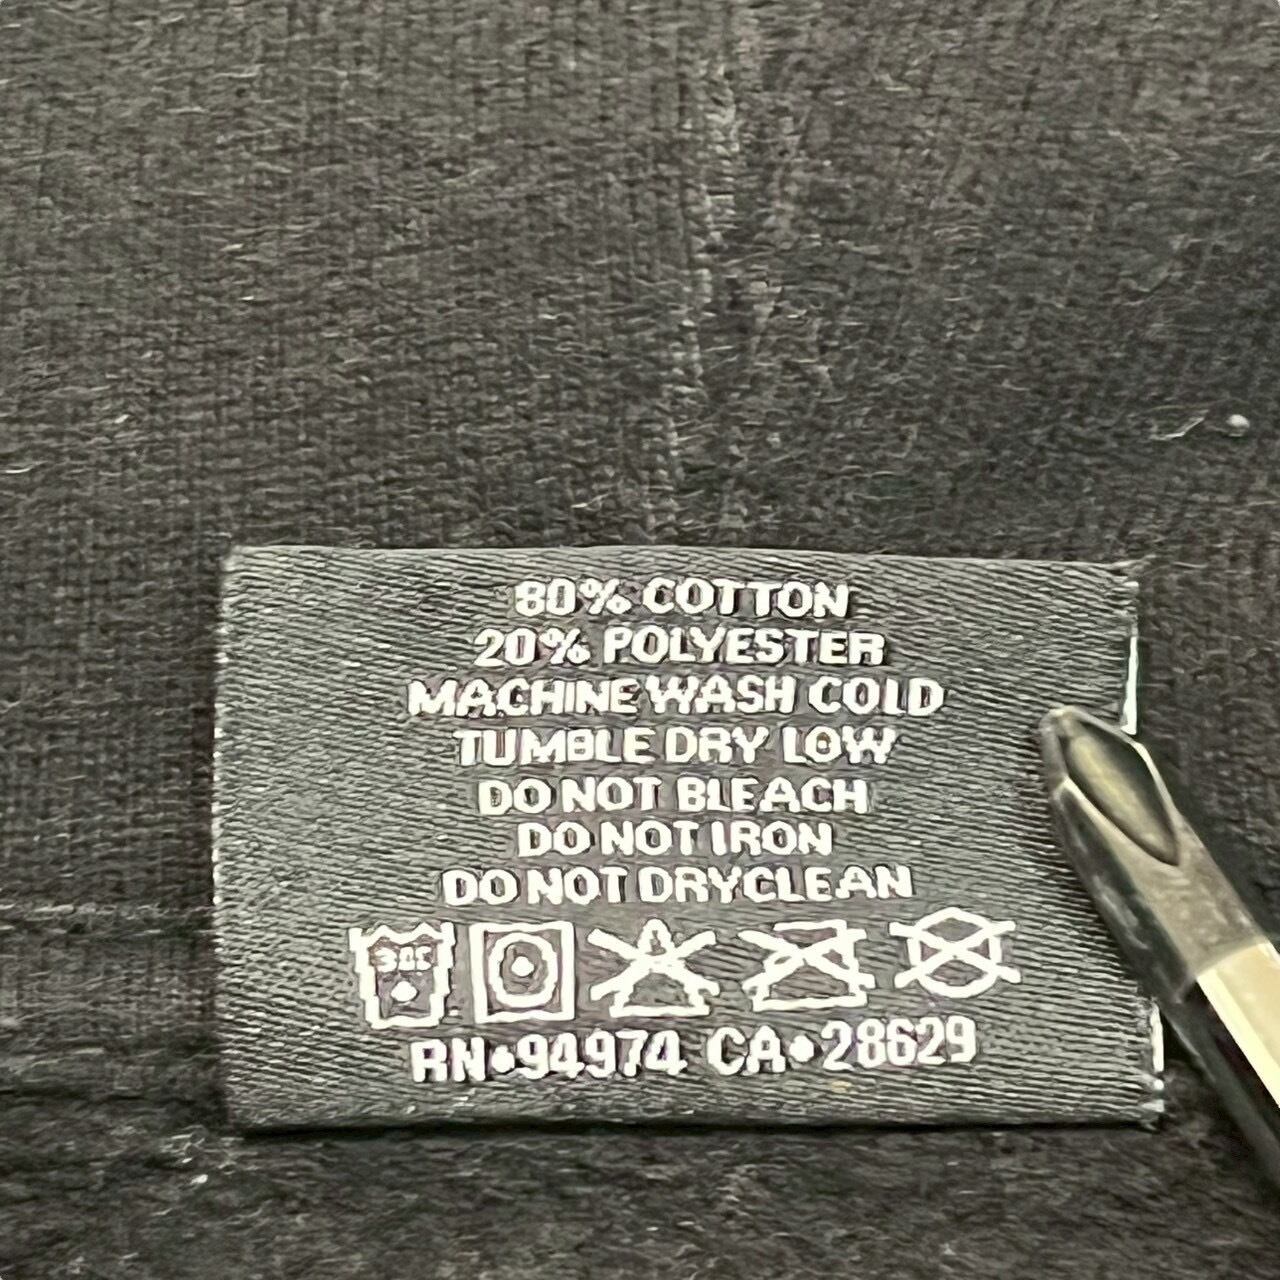 80% COTTON
20% POLYESTER
MACHINE WASH COLD
TUMBLE DRY LOW
DO NOT BLEACH
DO NOT IRON
DO NOT DRYCLEAN
30C
RN•94974 CA•28629